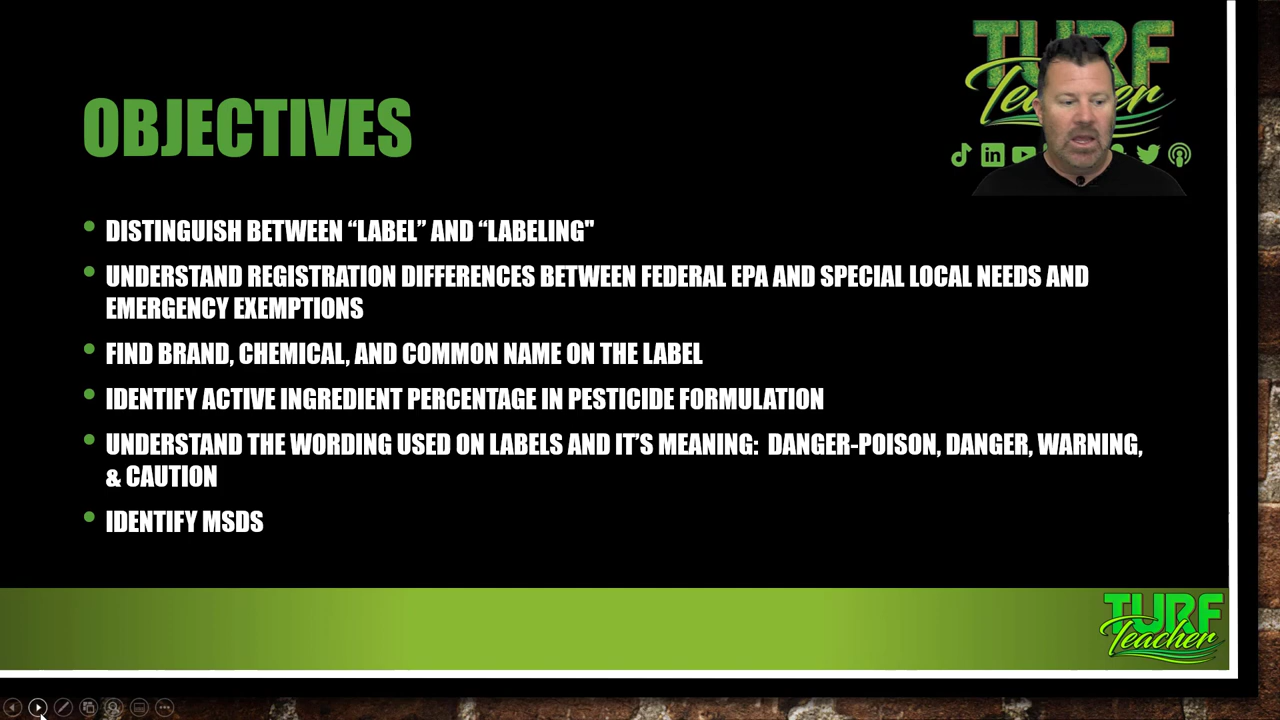 TURF
Teacher
OBJECTIVES
• DISTINGUISH BETWEEN “LABEL” AND “LABELING"
• UNDERSTAND REGISTRATION DIFFERENCES BETWEEN FEDERAL EPA AND SPECIAL LOCAL NEEDS AND
EMERGENCY EXEMPTIONS
• FIND BRAND, CHEMICAL, AND COMMON NAME ON THE LABEL
• IDENTIFY ACTIVE INGREDIENT PERCENTAGE IN PESTICIDE FORMULATION
• UNDERSTAND THE WORDING USED ON LABELS AND IT’S MEANING: DANGER-POISON, DANGER, WARNING,
& CAUTION
• IDENTIFY MSDS
TURF
Teacher